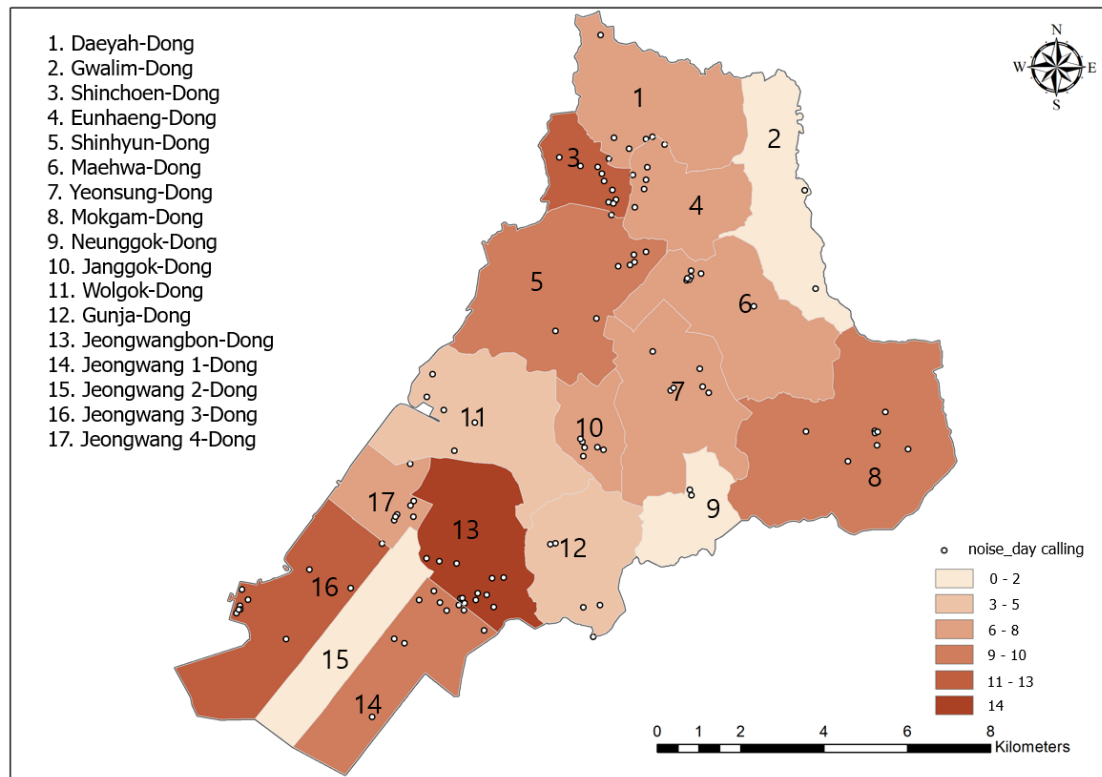 1. Daeyah-Dong
2. Gwalim-Dong
3. Shinchoen-Dong
4. Eunhaeng-Dong
5. Shinhyun-Dong
6. Maehwa-Dong
7. Yeonsung-Dong
8. Mokgam-Dong
9. Neunggok-Dong
10. Janggok-Dong
11. Wolgok-Dong
12. Gunja-Dong
13. Jeongwangbon-Dong
14. Jeongwang 1-Dong
15. Jeongwang 2-Dong
16. Jeongwang 3-Dong
17. Jeongwang 4-Dong
N
W E
S
1
2
3
4
5
6
7
8
9
10
11
12
13
14
15
16
17
noise_day calling
0 - 2
3 - 5
6 - 8
9 - 10
11 - 13
14
0 1 2 4 6 8
Kilometers